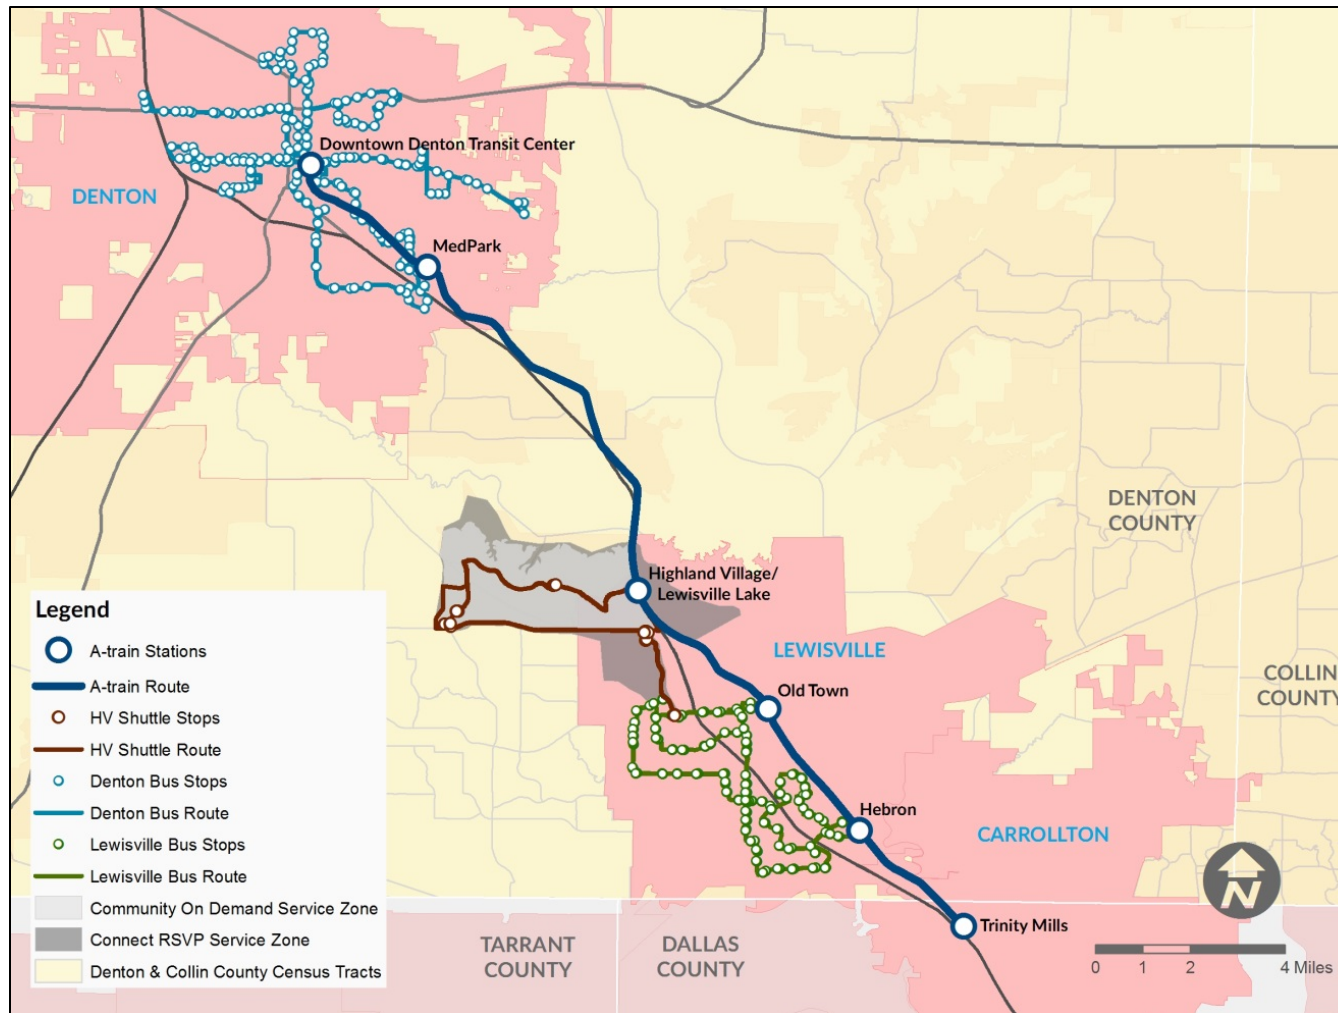 Downtown Denton Transit Center
DENTON
MedPark
DENTON
COUNTY
Highland Village/
Lewisville Lake
LEWISVILLE
COLLIN
COUNTY
Old Town
Hebron
CARROLLTON
Trinity Mills
TARRANT
COUNTY
DALLAS
COUNTY
N
0 1 2 4 Miles
Legend
A-train Stations
A-train Route
HV Shuttle Stops
HV Shuttle Route
Denton Bus Stops
Denton Bus Route
Lewisville Bus Stops
Lewisville Bus Route
Community On Demand Service Zone
Connect RSVP Service Zone
Denton & Collin County Census Tracts